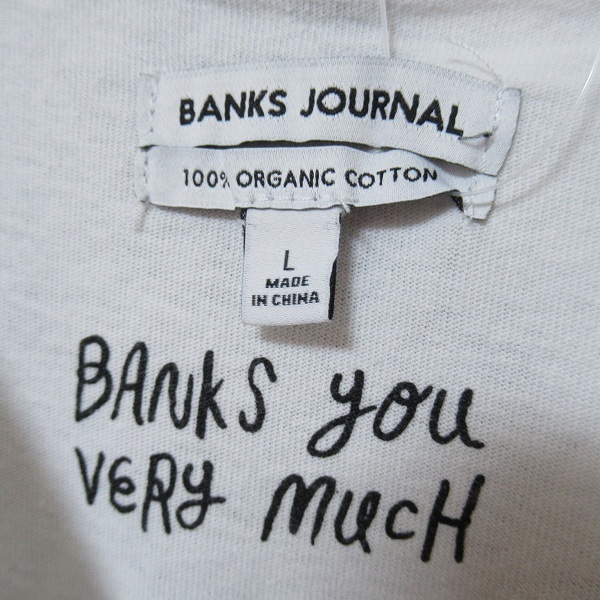 BANKS JOURNAL
100% ORGANIC COTTON
L
MADE
IN CHINA
BANKS YOU
VERY MUCH